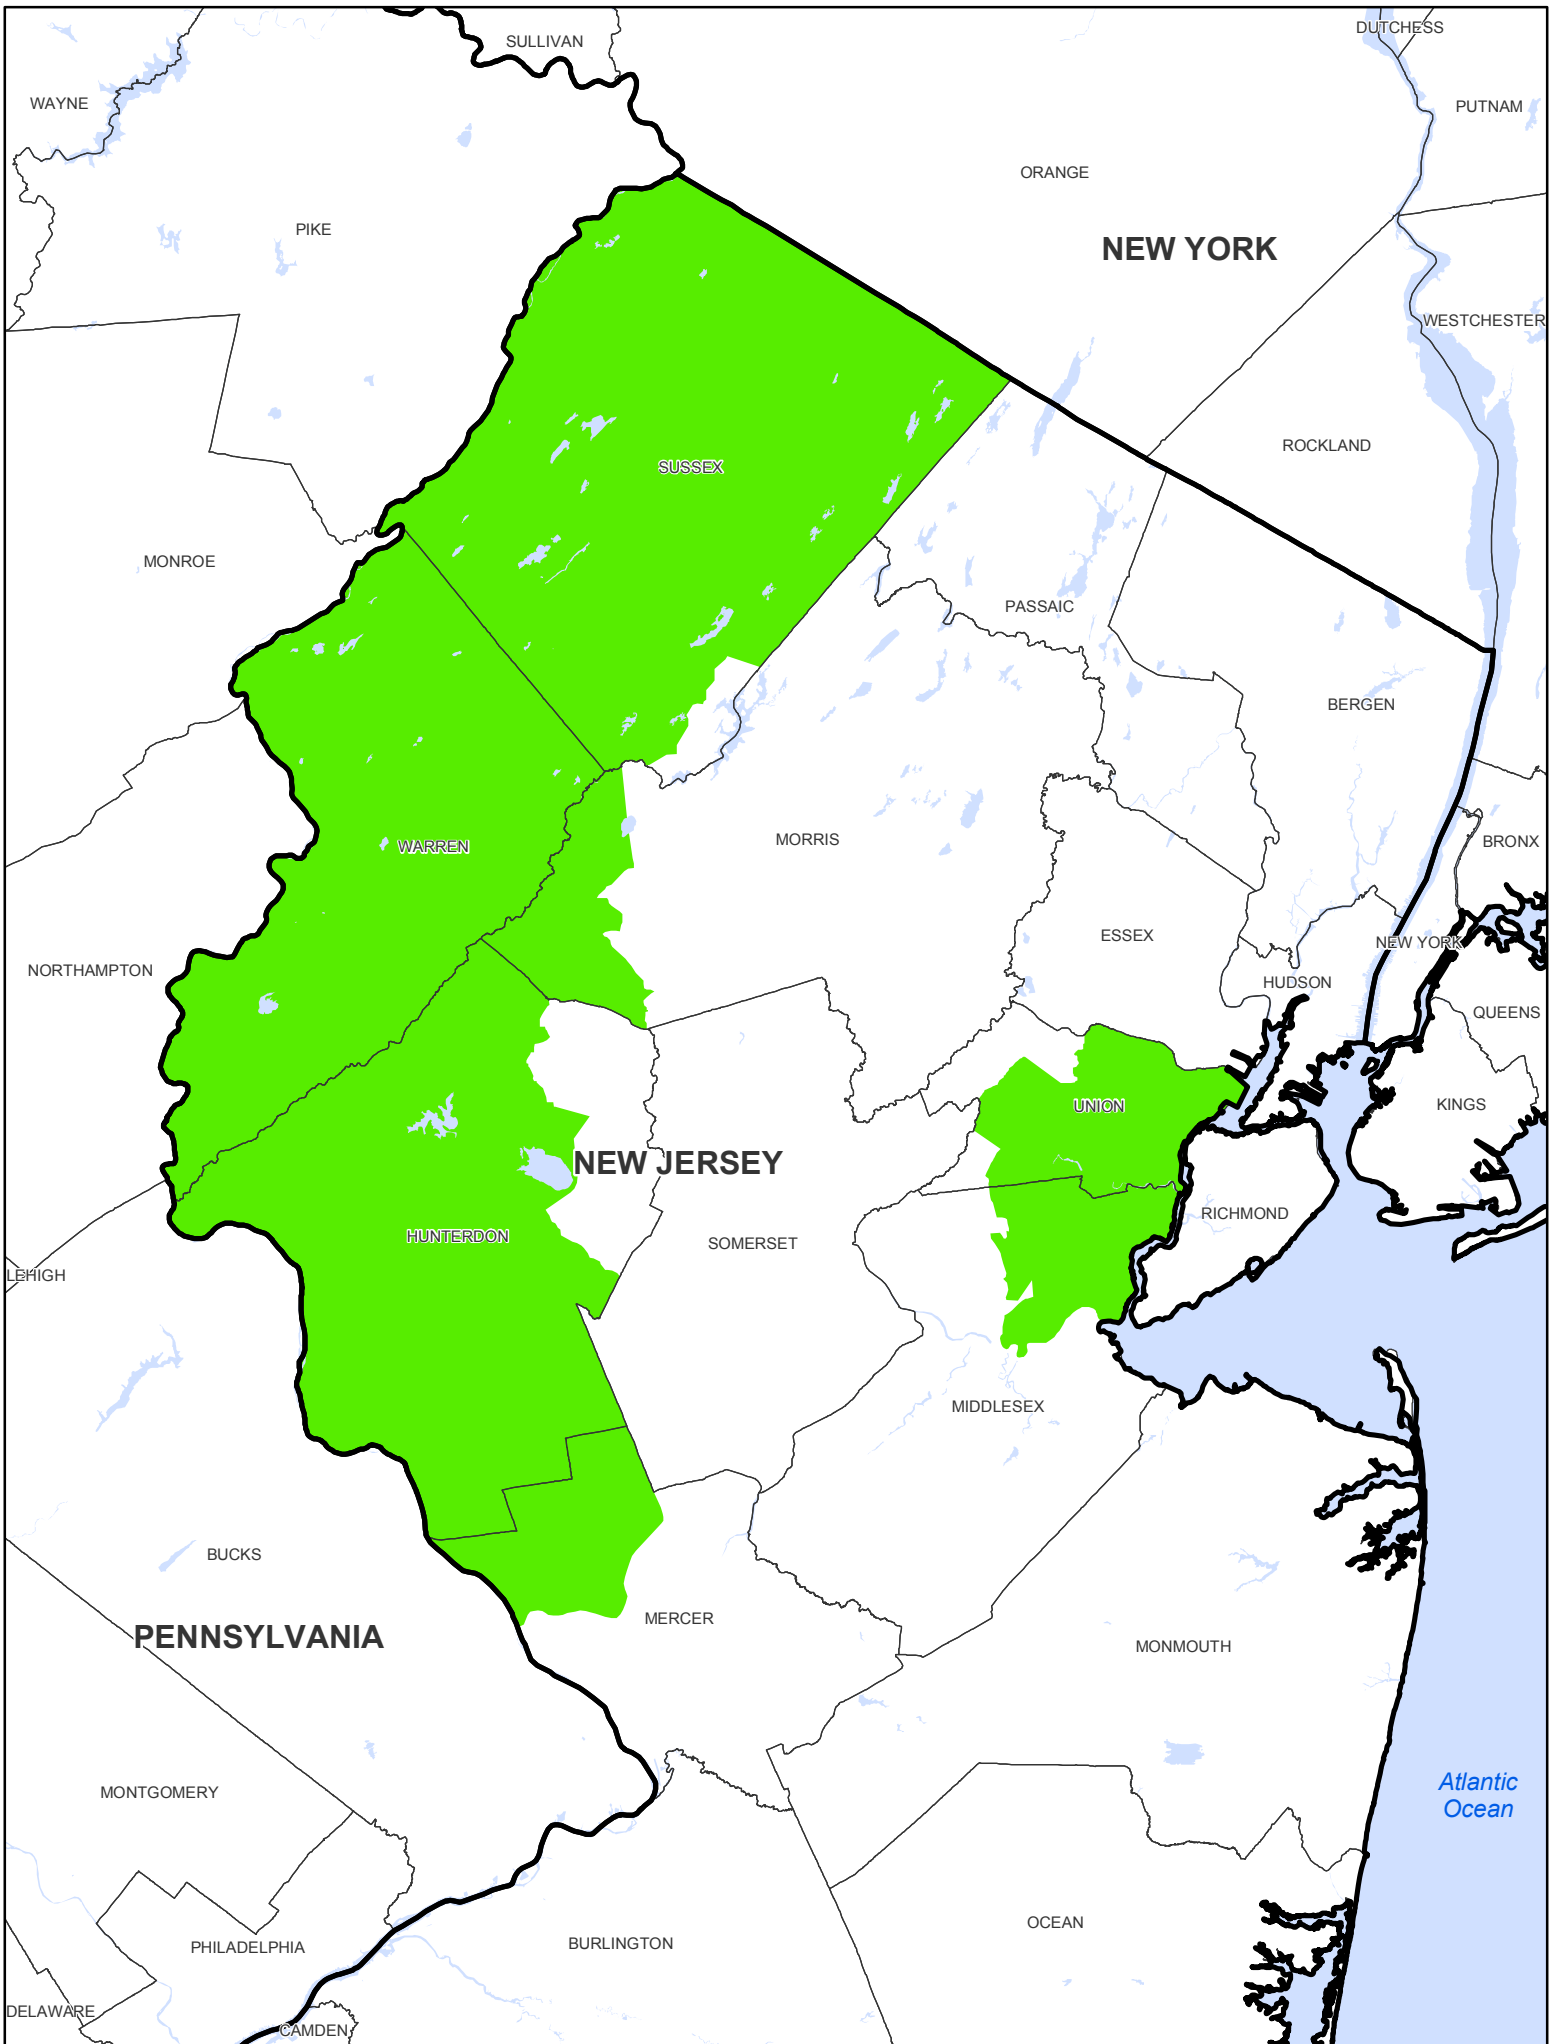 DUTCHESS
SULLIVAN
WAYNE
PUTNAM
ORANGE
PIKE
NEW YORK
WESTCHESTER
ROCKLAND
SUSSEX
MONROE
PASSAIC
BERGEN
MORRIS
BRONX
WARREN
ESSEX
NEW YORK
NORTHAMPTON
HUDSON
QUEENS
KINGS
UNION
NEW JERSEY
RICHMOND
HUNTERDON
SOMERSET
LEHIGH
MIDDLESEX
BUCKS
MERCER
PENNSYLVANIA
MONMOUTH
Atlantic
Ocean
MONTGOMERY
OCEAN
BURLINGTON
PHILADELPHIA
DELAWARE
CAMDEN